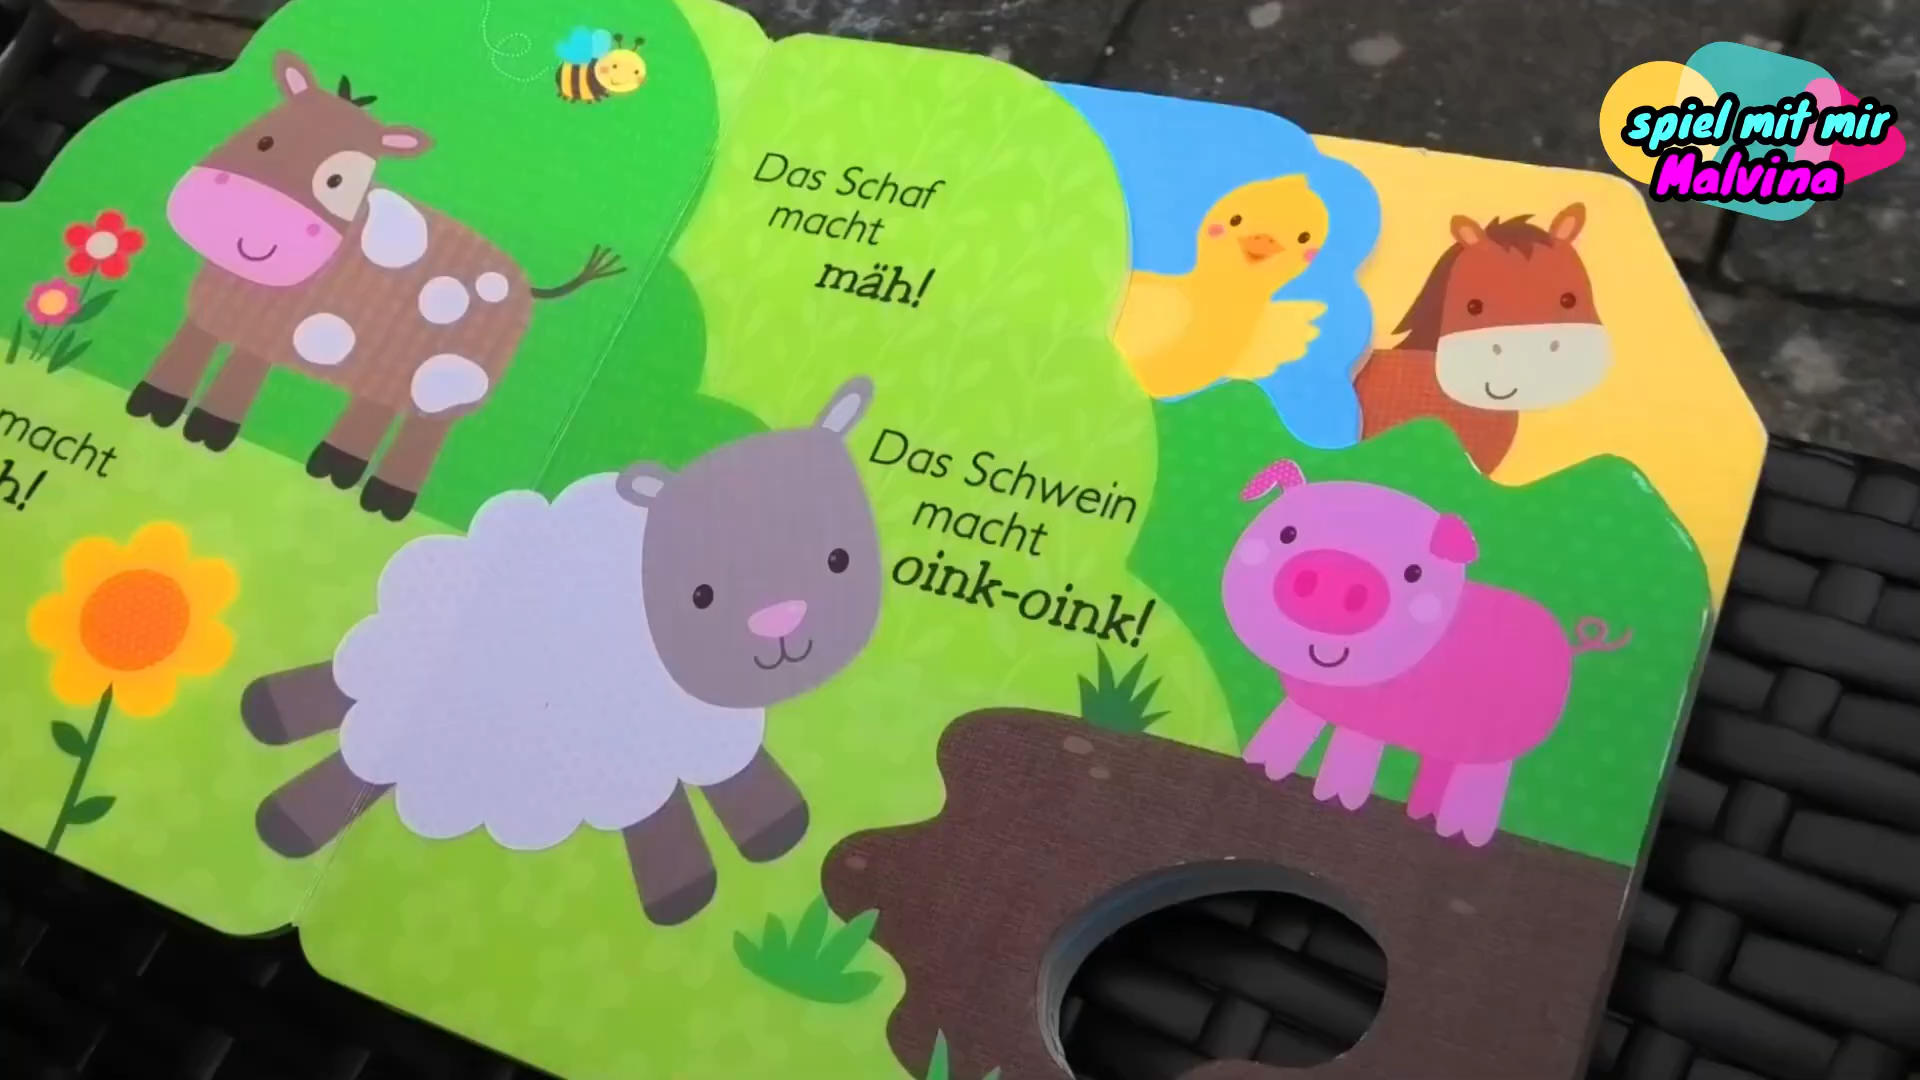 macht
h!
Das Schaf
macht
mäh!
Das Schwein
macht
oink-oink!
spiel mit mir
Malvina